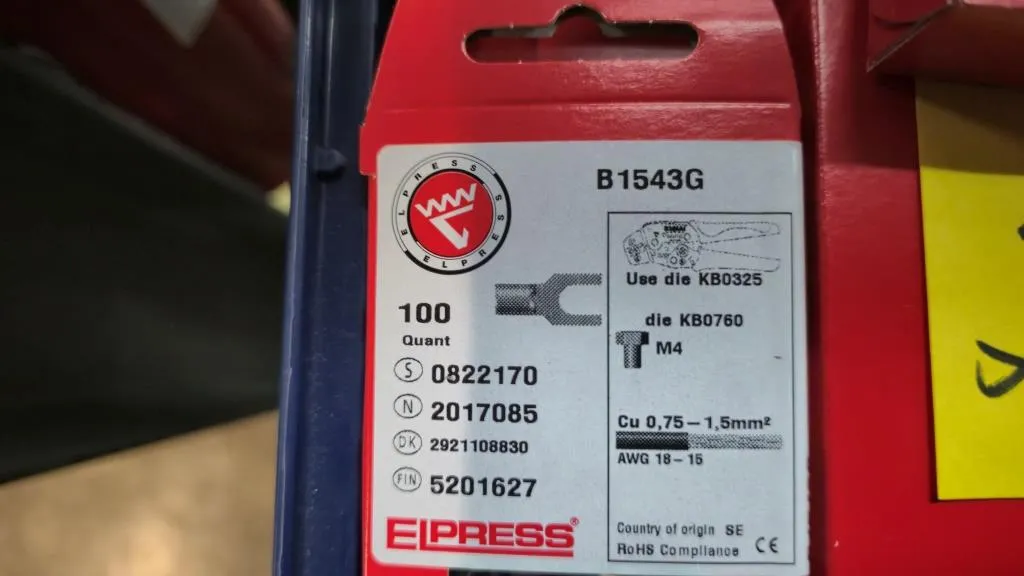 ELPRESS ELPRESS
B1543G
Use die KB0325
die KB0760
M4
100
Quant
S 0822170
N 2017085
DK 2921108830
FIN 5201627
Cu 0,75 – 1,5mm²
AWG 18 – 15
ELPRESS®
Country of origin SE
RoHS Compliance CE